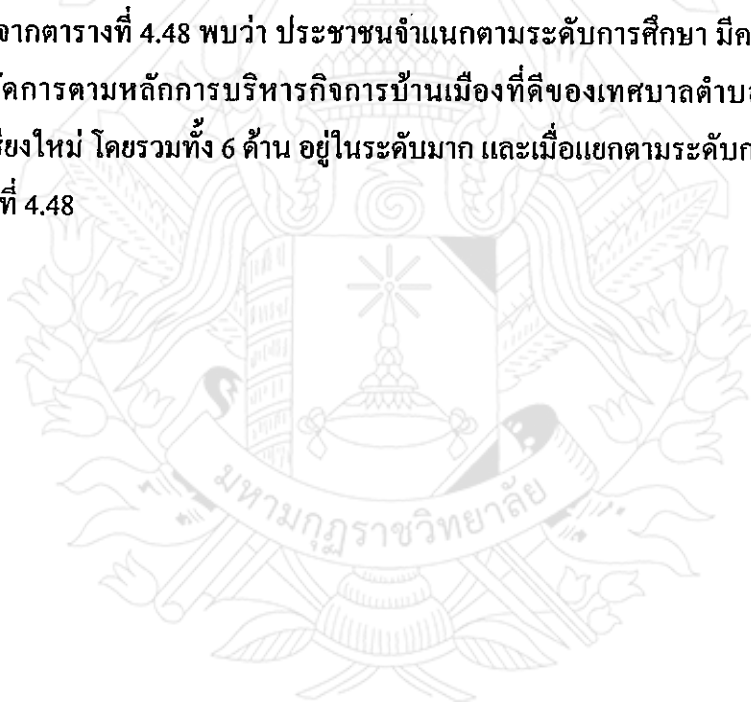 จากตารางที่ 4.48 พบว่า ประชาชนจำแนกตามระดับการศึกษา มีค
จัดการตามหลักการบริหารกิจการบ้านเมืองที่ดีของเทศบาลตำบล
เชียงใหม่ โดยรวมทั้ง 6 ด้าน อยู่ในระดับมาก และเมื่อแยกตามระดับก
ที่ 4.48
มหามกุฏราชวิทยาลัย